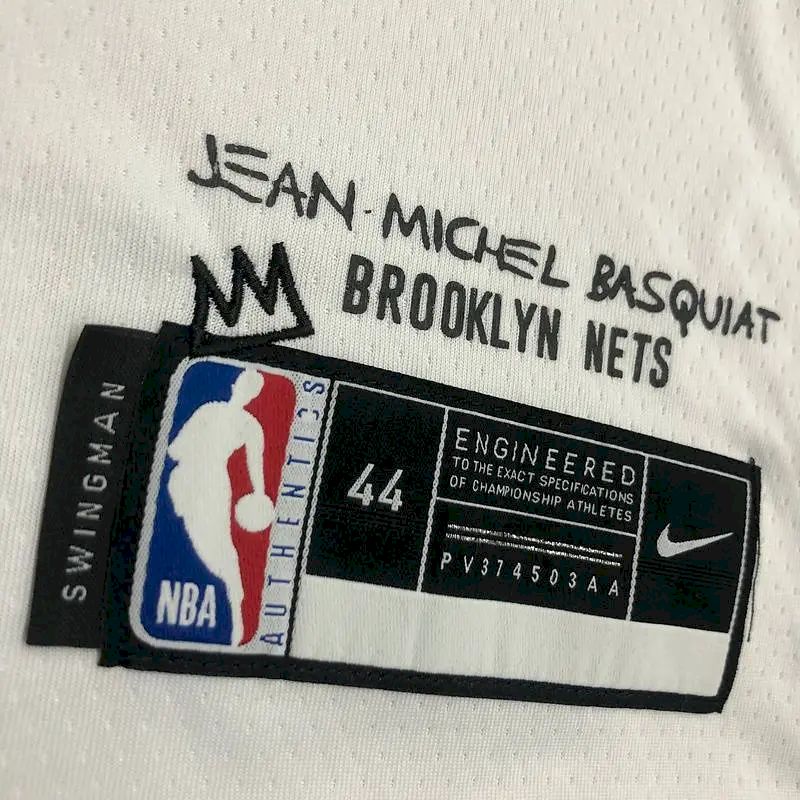 JEAN-MICHEL BASQUIAT
BROOKLYN NETS
SWINGMAN
NBA
AUTHENTICS
44
ENGINEERED
TO THE EXACT SPECIFICATIONS
OF CHAMPIONSHIP ATHLETES
PV374503AA